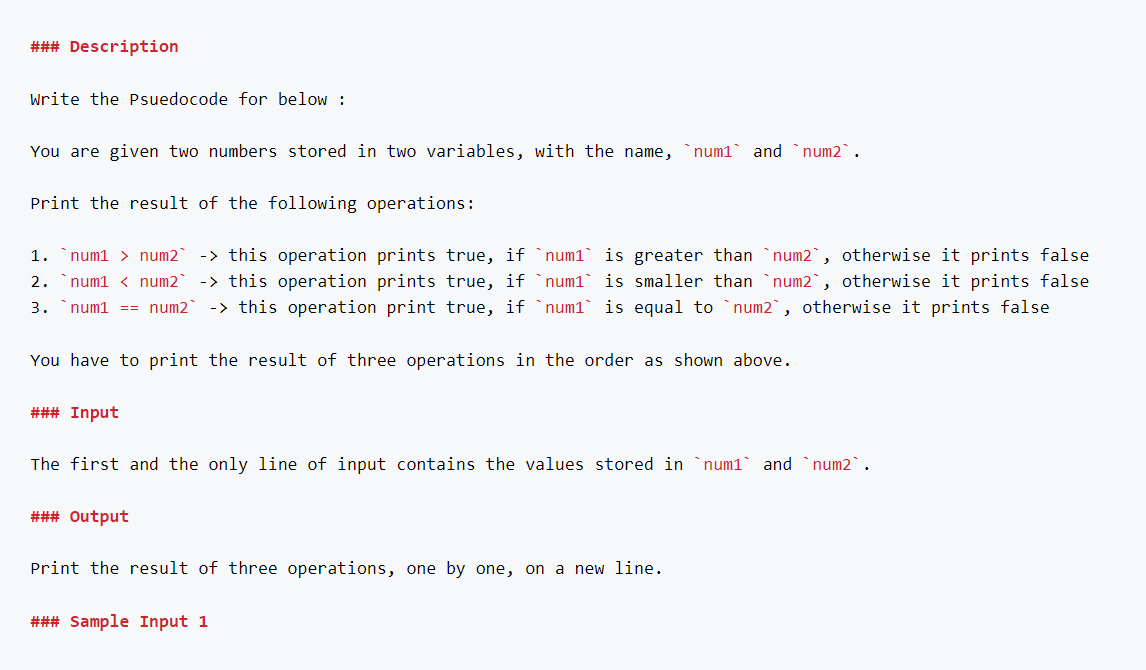 ### Description
Write the Psuedocode for below :
You are given two numbers stored in two variables, with the name, `num1` and `num2`.
Print the result of the following operations:
1. `num1 > num2` -> this operation prints true, if `num1` is greater than `num2`, otherwise it prints false
2. `num1 < num2` -> this operation prints true, if `num1` is smaller than `num2`, otherwise it prints false
3. `num1 == num2` -> this operation print true, if `num1` is equal to `num2`, otherwise it prints false
You have to print the result of three operations in the order as shown above.
### Input
The first and the only line of input contains the values stored in `num1` and `num2`.
### Output
Print the result of three operations, one by one, on a new line.
### Sample Input 1